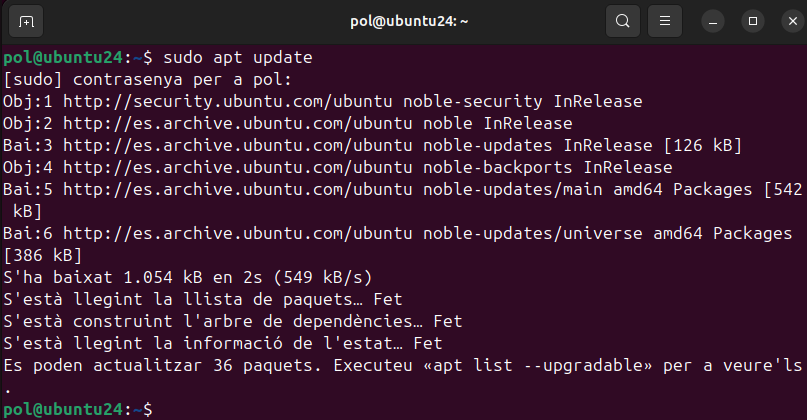 pol@ubuntu24: ~
pol@ubuntu24:~$ sudo apt update
[sudo] contrasenya per a pol:
Obj:1 http://security.ubuntu.com/ubuntu noble-security InRelease
Obj:2 http://es.archive.ubuntu.com/ubuntu noble InRelease
Bai:3 http://es.archive.ubuntu.com/ubuntu noble-updates InRelease [126 kB]
Obj:4 http://es.archive.ubuntu.com/ubuntu noble-backports InRelease
Bai:5 http://es.archive.ubuntu.com/ubuntu noble-updates/main amd64 Packages [542
 kB]
Bai:6 http://es.archive.ubuntu.com/ubuntu noble-updates/universe amd64 Packages
[386 kB]
S'ha baixat 1.054 kB en 2s (549 kB/s)
S'està llegint la llista de paquets… Fet
S'està construint l'arbre de dependències… Fet
S'està llegint la informació de l'estat… Fet
Es poden actualitzar 36 paquets. Executeu «apt list --upgradable» per a veure'ls
.
pol@ubuntu24:~$